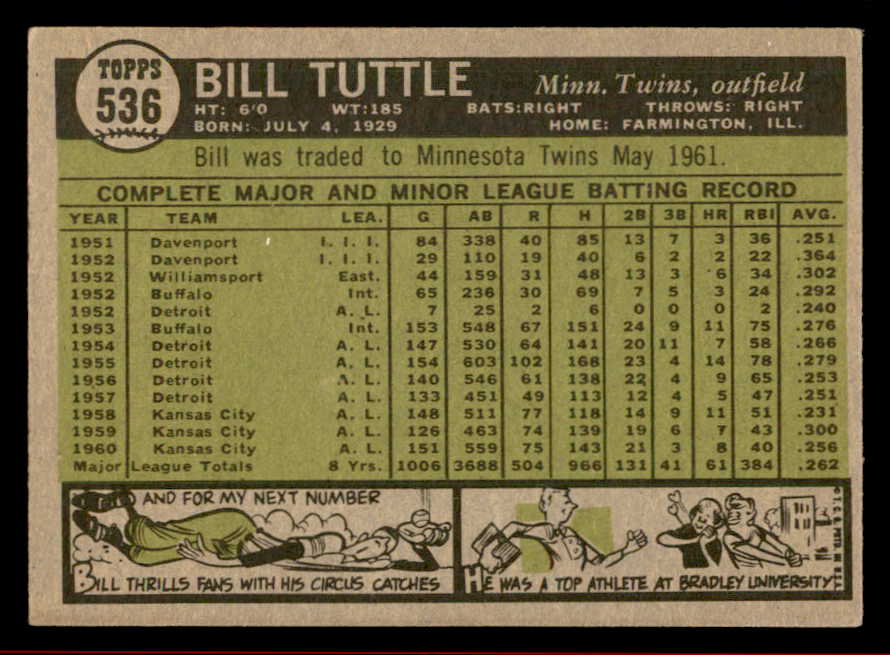 TOPPS
536
BILL TUTTLE Minn. Twins, outfield
HT: 6'0 WT:185 BATS:RIGHT THROWS: RIGHT
BORN: JULY 4, 1929 HOME: FARMINGTON, ILL.
Bill was traded to Minnesota Twins May 1961.
COMPLETE MAJOR AND MINOR LEAGUE BATTING RECORD
YEAR TEAM LEA. G AB R H 2B 3B HR RBI AVG.
1951 Davenport I. I. I. 84 338 40 85 13 7 3 36 .251
1952 Davenport I. I. I. 29 110 19 40 6 2 2 22 .364
1952 Williamsport East. 44 159 31 48 13 3 6 34 .302
1952 Buffalo Int. 65 236 30 69 7 5 3 24 .292
1952 Detroit A. L. 7 25 2 6 0 0 0 2 .240
1953 Buffalo Int. 153 548 67 151 24 9 11 75 .276
1954 Detroit A. L. 147 530 64 141 20 11 7 58 .266
1955 Detroit A. L. 154 603 102 168 23 4 14 78 .279
1956 Detroit A. L. 140 546 61 138 22 4 9 65 .253
1957 Detroit A. L. 133 451 49 113 12 4 5 47 .251
1958 Kansas City A. L. 148 511 77 118 14 9 11 51 .231
1959 Kansas City A. L. 126 463 74 139 19 6 7 43 .300
1960 Kansas City A. L. 151 559 75 143 21 3 8 40 .256
Major League Totals 8 Yrs. 1006 3688 504 966 131 41 61 384 .262
AND FOR MY NEXT NUMBER
BILL THRILLS FANS WITH HIS CIRCUS CATCHES
HE WAS A TOP ATHLETE AT BRADLEY UNIVERSITY
© T. C. G. PRTD. IN U.S.A.